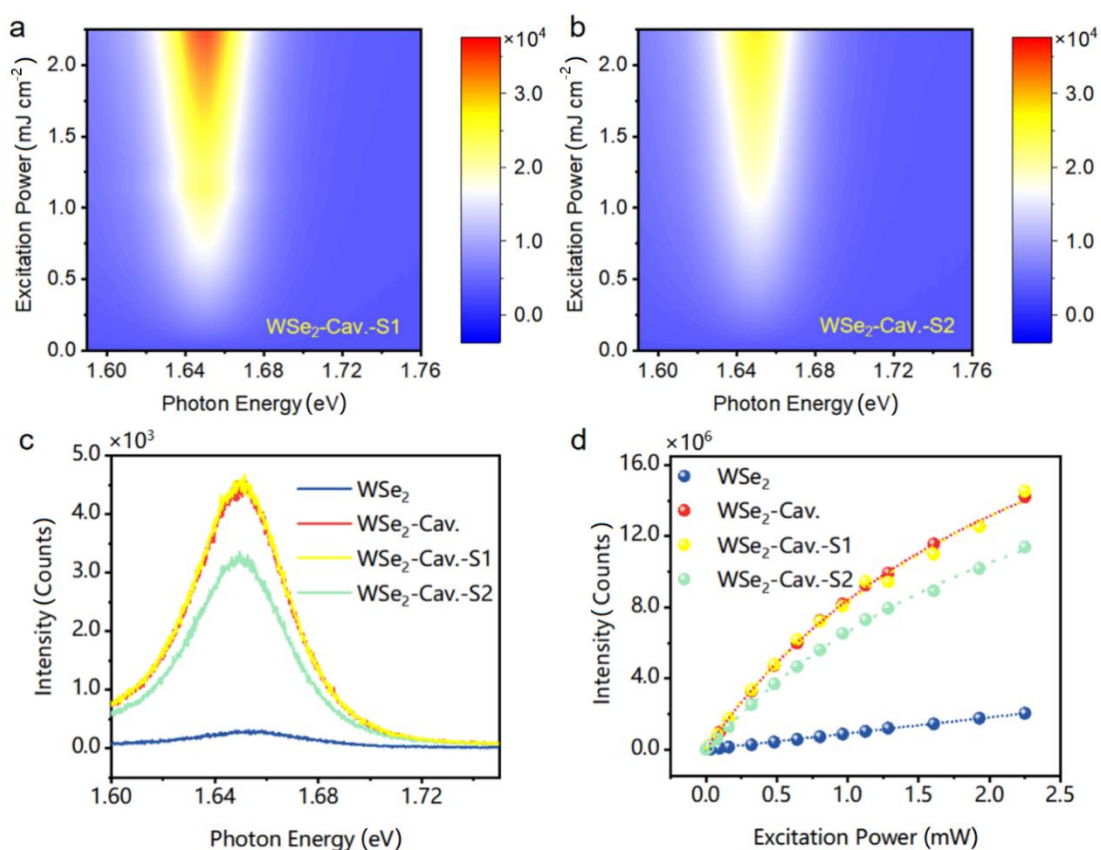 a
×10⁴
2.0
1.5
1.0
0.5
0.0
Excitation Power (mJ cm⁻²)
1.60
1.64
1.68
1.72
1.76
Photon Energy (eV)
WSe₂-Cav.-S1
3.0
2.0
1.0
0.0
b
×10⁴
2.0
1.5
1.0
0.5
0.0
Excitation Power (mJ cm⁻²)
1.60
1.64
1.68
1.72
1.76
Photon Energy (eV)
WSe₂-Cav.-S2
3.0
2.0
1.0
0.0
c
×10³
5.0
4.0
3.0
2.0
1.0
0.0
Intensity (Counts)
WSe₂
WSe₂-Cav.
WSe₂-Cav.-S1
WSe₂-Cav.-S2
1.60
1.64
1.68
1.72
Photon Energy (eV)
d
×10⁶
16.0
12.0
8.0
4.0
0.0
Intensity (Counts)
WSe₂
WSe₂-Cav.
WSe₂-Cav.-S1
WSe₂-Cav.-S2
0.0
0.5
1.0
1.5
2.0
2.5
Excitation Power (mW)